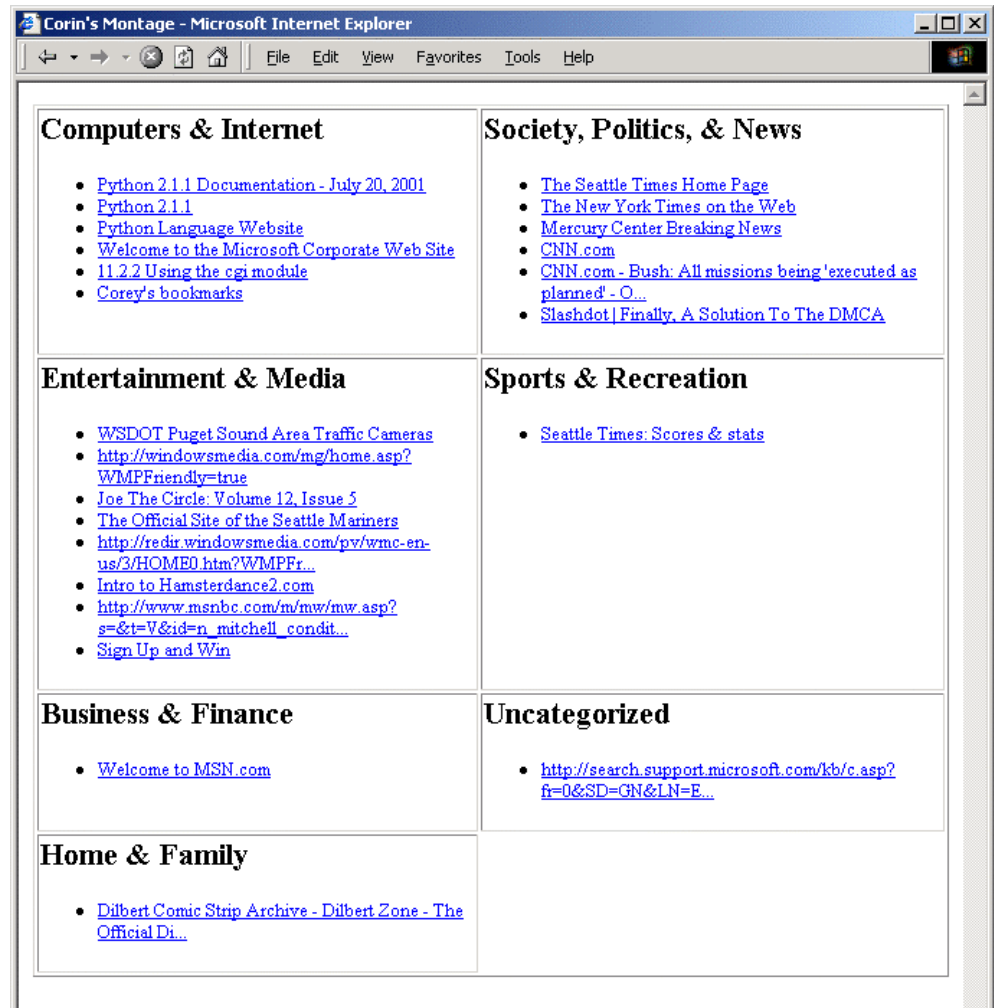 Corin's Montage - Microsoft Internet Explorer
File Edit View Favorites Tools Help
Computers & Internet
Python 2.1.1 Documentation - July 20, 2001
Python 2.1.1
Python Language Website
Welcome to the Microsoft Corporate Web Site
11.2.2 Using the cgi module
Corey's bookmarks
Society, Politics, & News
The Seattle Times Home Page
The New York Times on the Web
Mercury Center Breaking News
CNN.com
CNN.com - Bush: All missions being 'executed as
planned' - O...
Slashdot | Finally, A Solution To The DMCA
Entertainment & Media
WSDOT Puget Sound Area Traffic Cameras
http://windowsmedia.com/mg/home.asp?
WMPFriendly=true
Joe The Circle: Volume 12, Issue 5
The Official Site of the Seattle Mariners
http://redir.windowsmedia.com/pv/wmc-en-
us/3/HOME0.htm?WMPFr...
Intro to Hamsterdance2.com
http://www.msnbc.com/m/mw/mw.asp?
s=&t=V&id=n_mitchell_condit...
Sign Up and Win
Sports & Recreation
Seattle Times: Scores & stats
Business & Finance
Welcome to MSN.com
Uncategorized
http://search.support.microsoft.com/kb/c.asp?
fr=0&SD=GN&LN=E...
Home & Family
Dilbert Comic Strip Archive - Dilbert Zone - The
Official Di...